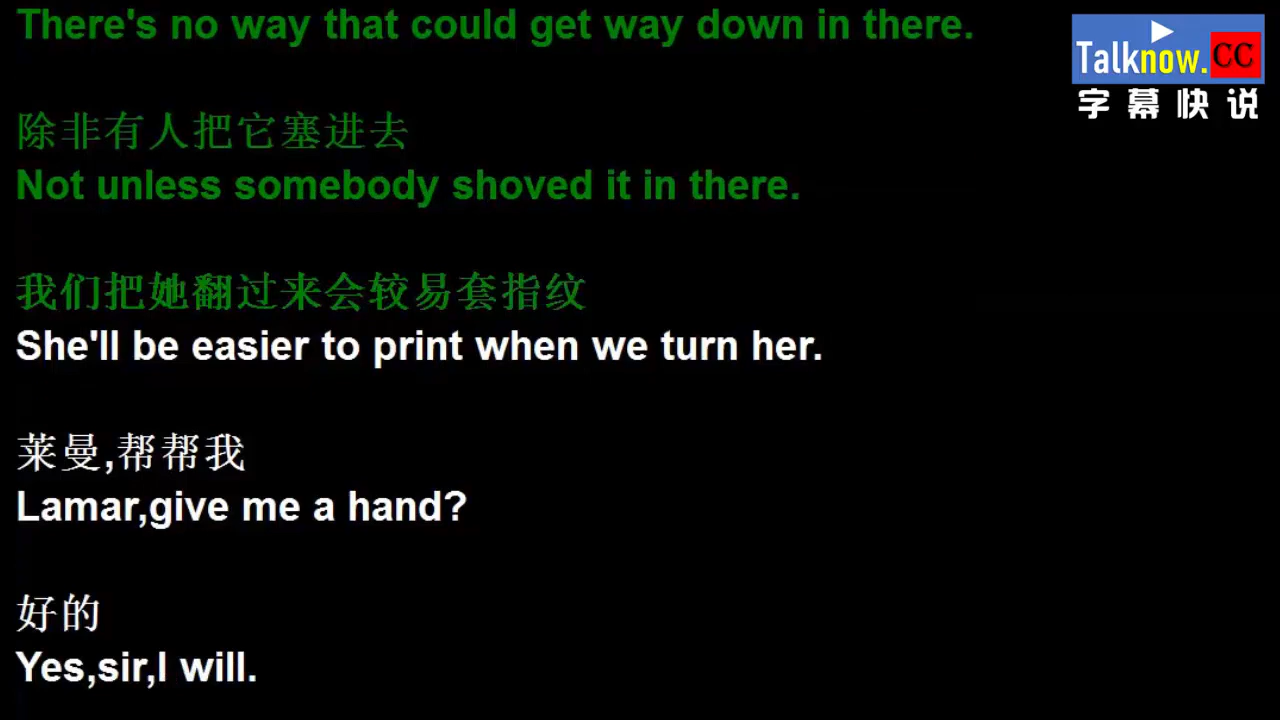 There's no way that could get way down in there.
Talknow.CC
字幕快说
除非有人把它塞进去
Not unless somebody shoved it in there.
我们把她翻过来会较易套指纹
She'll be easier to print when we turn her.
莱曼,帮帮我
Lamar,give me a hand?
好的
Yes,sir,I will.